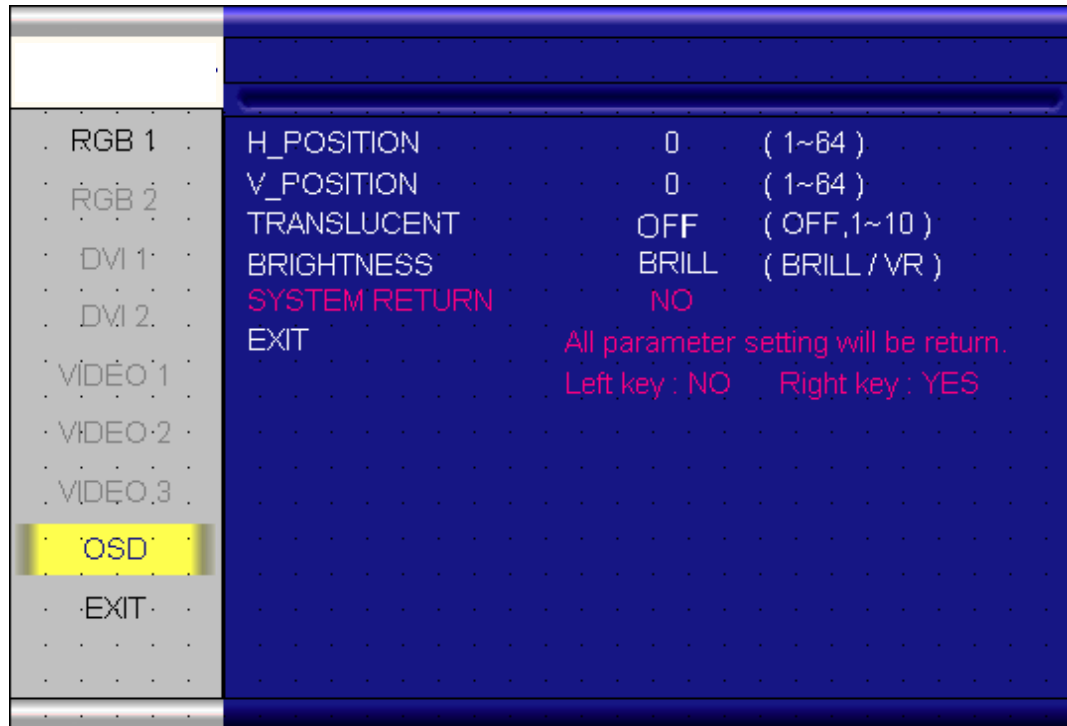 RGB 1
RGB 2
DVI 1
DVI 2
VIDEO 1
VIDEO 2
VIDEO 3
OSD
EXIT
H_POSITION 0 ( 1~64 )
V_POSITION 0 ( 1~64 )
TRANSLUCENT OFF ( OFF,1~10 )
BRIGHTNESS BRILL ( BRILL / VR )
SYSTEM RETURN NO
EXIT All parameter setting will be return.
Left key : NO Right key : YES